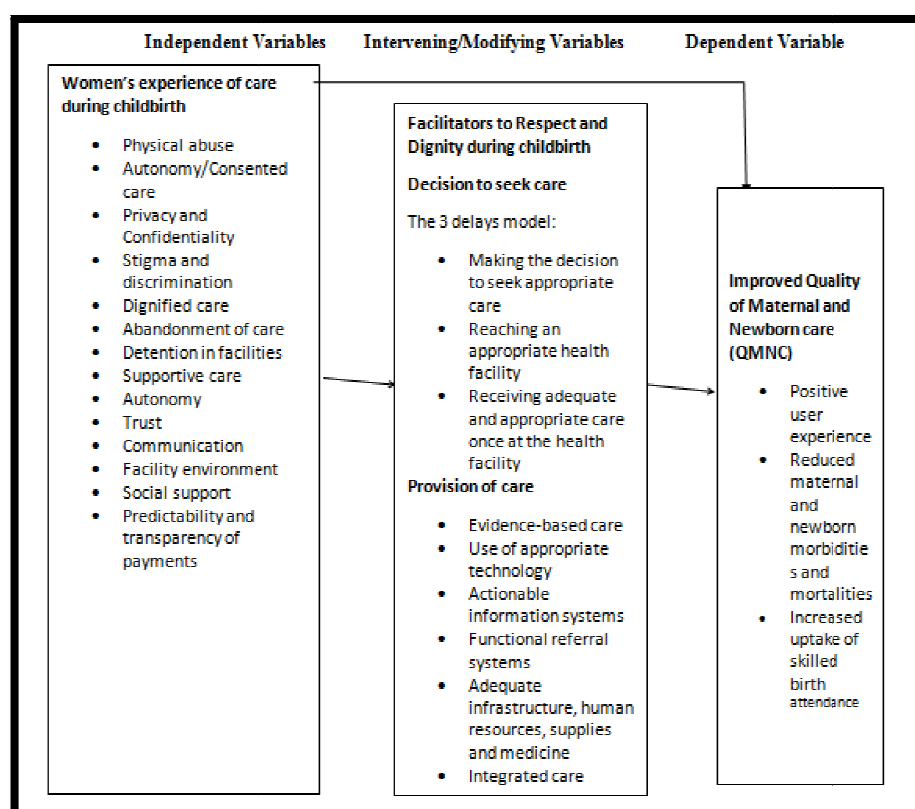 Independent Variables
Intervening/Modifying Variables
Dependent Variable
Women's experience of care
during childbirth
• Physical abuse
• Autonomy/Consented
care
• Privacy and
Confidentiality
• Stigma and
discrimination
• Dignified care
• Abandonment of care
• Detention in facilities
• Supportive care
• Autonomy
• Trust
• Communication
• Facility environment
• Social support
• Predictability and
transparency of
payments
Facilitators to Respect and
Dignity during childbirth
Decision to seek care
The 3 delays model:
• Making the decision
to seek appropriate
care
• Reaching an
appropriate health
facility
• Receiving adequate
and appropriate care
once at the health
facility
Provision of care
• Evidence-based care
• Use of appropriate
technology
• Actionable
information systems
• Functional referral
systems
• Adequate
infrastructure, human
resources, supplies
and medicine
• Integrated care
Improved Quality
of Maternal and
Newborn care
(QMNC)
• Positive
user
experience
• Reduced
maternal
and
newborn
morbiditie
s and
mortalities
• Increased
uptake of
skilled
birth
attendance